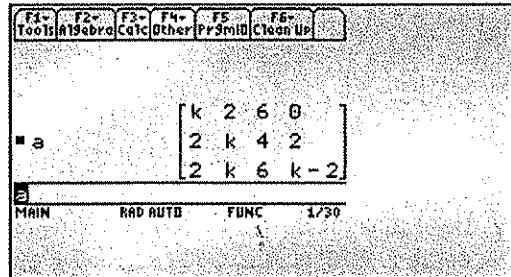 F1 F2 F3 F4 F5 F6
Tools Algebra Calc Other PrgmIO Clean Up
k 2 6 0
a 2 k 4 2
2 k 6 k-2
a
MAIN RAD AUTO FUNC 1/30